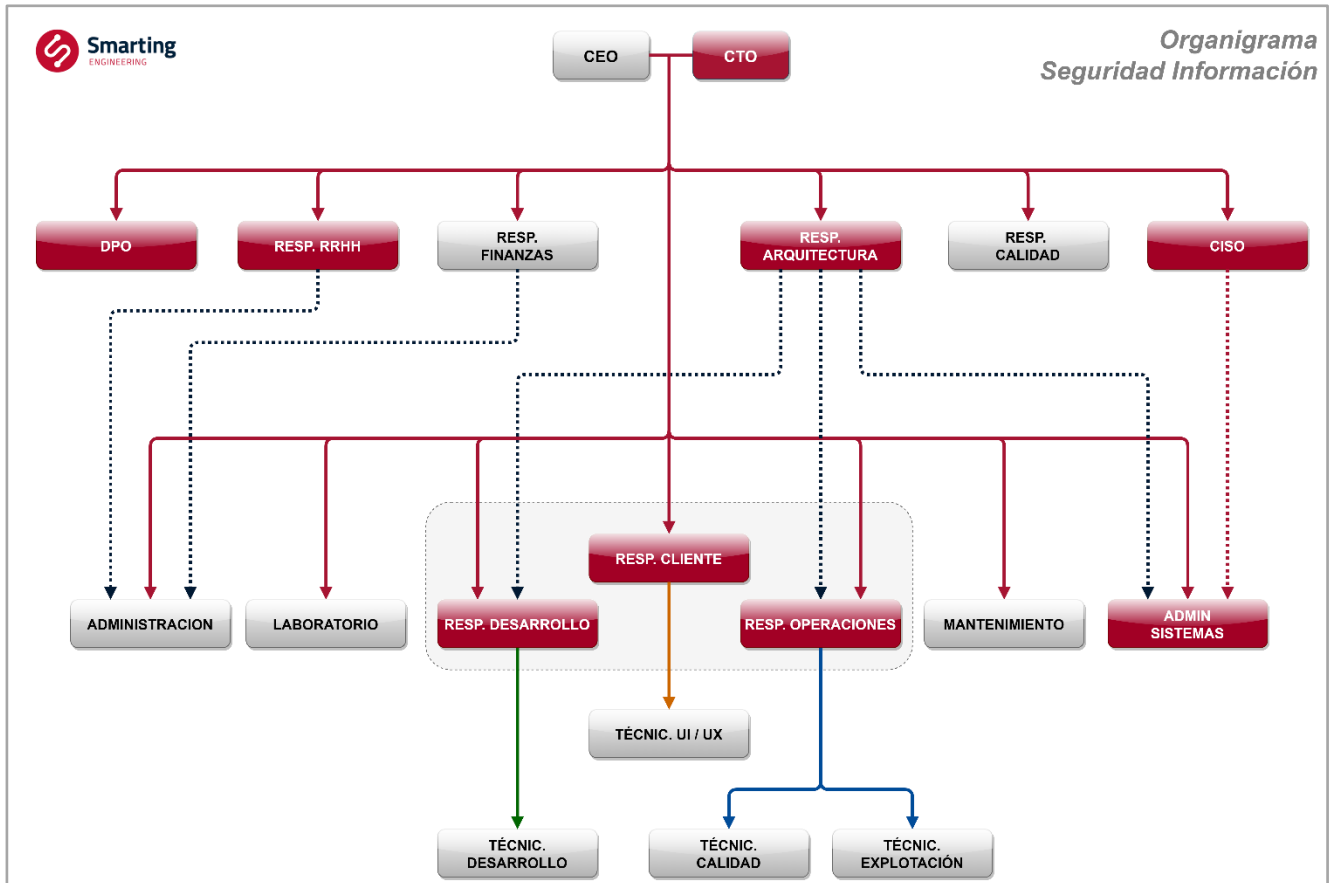 Smarting
ENGINEERING
CEO
CTO
Organigrama
Seguridad Información
DPO
RESP. RRHH
RESP.
FINANZAS
RESP.
ARQUITECTURA
RESP.
CALIDAD
CISO
RESP. CLIENTE
ADMINISTRACION
LABORATORIO
RESP. DESARROLLO
RESP. OPERACIONES
MANTENIMIENTO
ADMIN
SISTEMAS
TÉCNIC. UI / UX
TÉCNIC.
DESARROLLO
TÉCNIC.
CALIDAD
TÉCNIC.
EXPLOTACIÓN